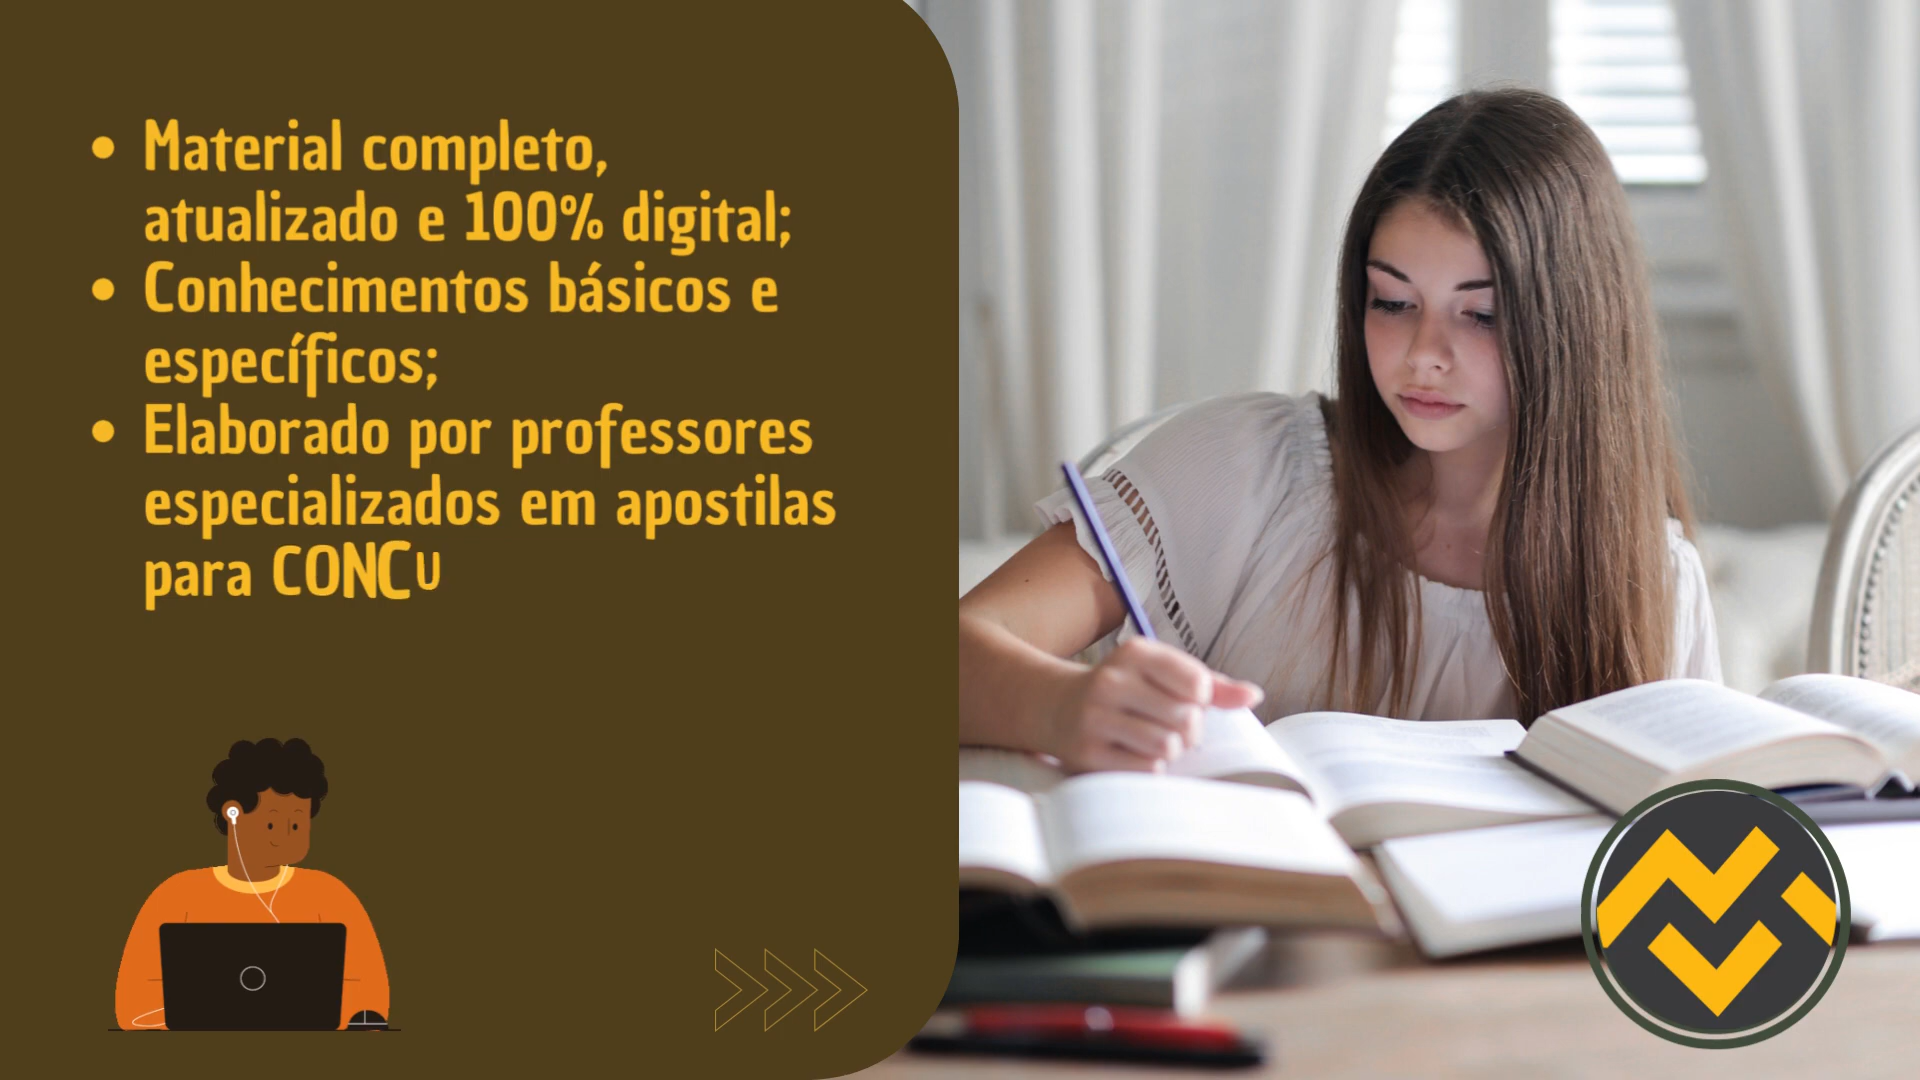 • Material completo,
atualizado e 100% digital;
• Conhecimentos básicos e
específicos;
• Elaborado por professores
especializados em apostilas
para CONCU